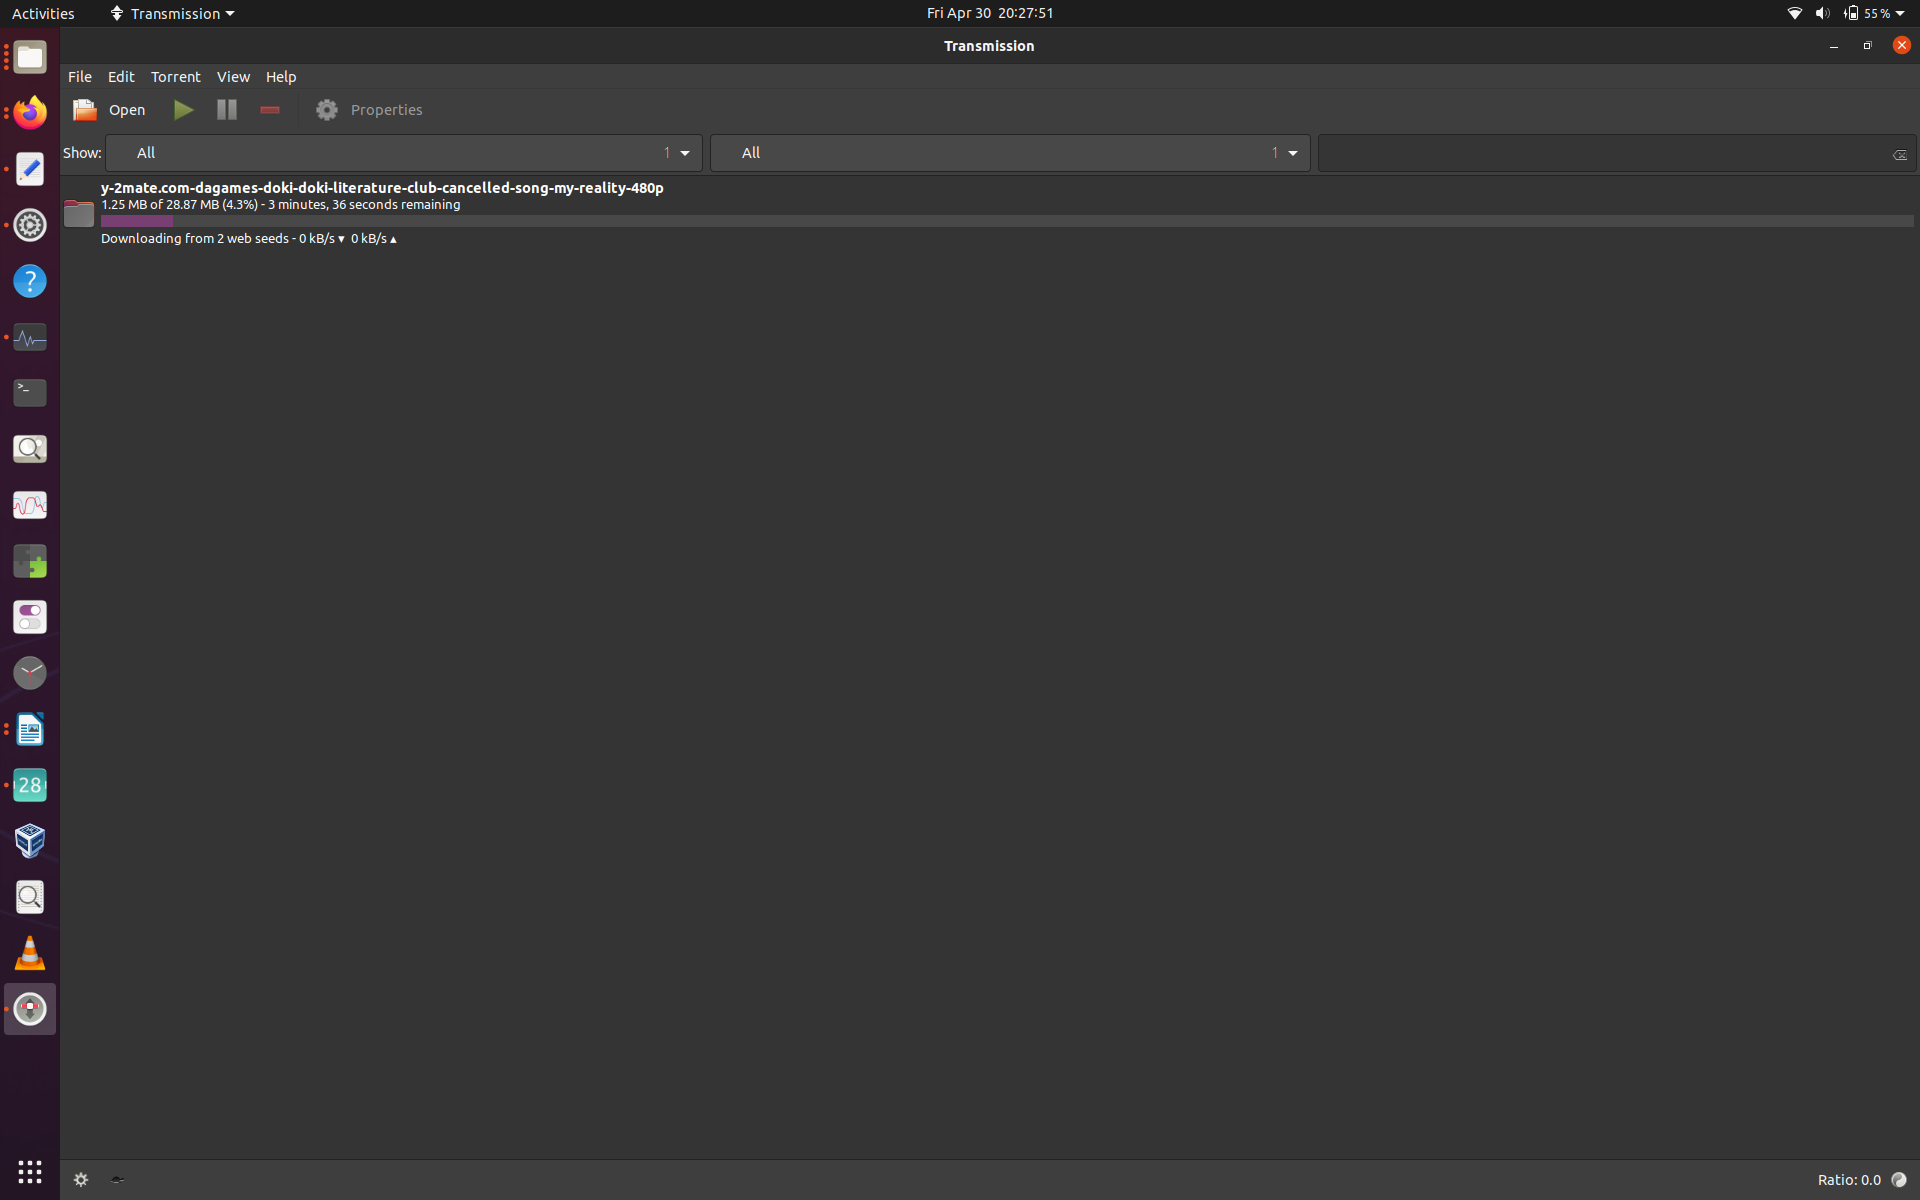 Activities
Transmission
Fri Apr 30 20:27:51
55 %
Transmission
File Edit Torrent View Help
Open
Properties
Show:
All 1
All 1
y-2mate.com-dagames-doki-doki-literature-club-cancelled-song-my-reality-480p
1.25 MB of 28.87 MB (4.3%) - 3 minutes, 36 seconds remaining
Downloading from 2 web seeds - 0 kB/s ▾ 0 kB/s ▴
?
>_
28
Ratio: 0.0